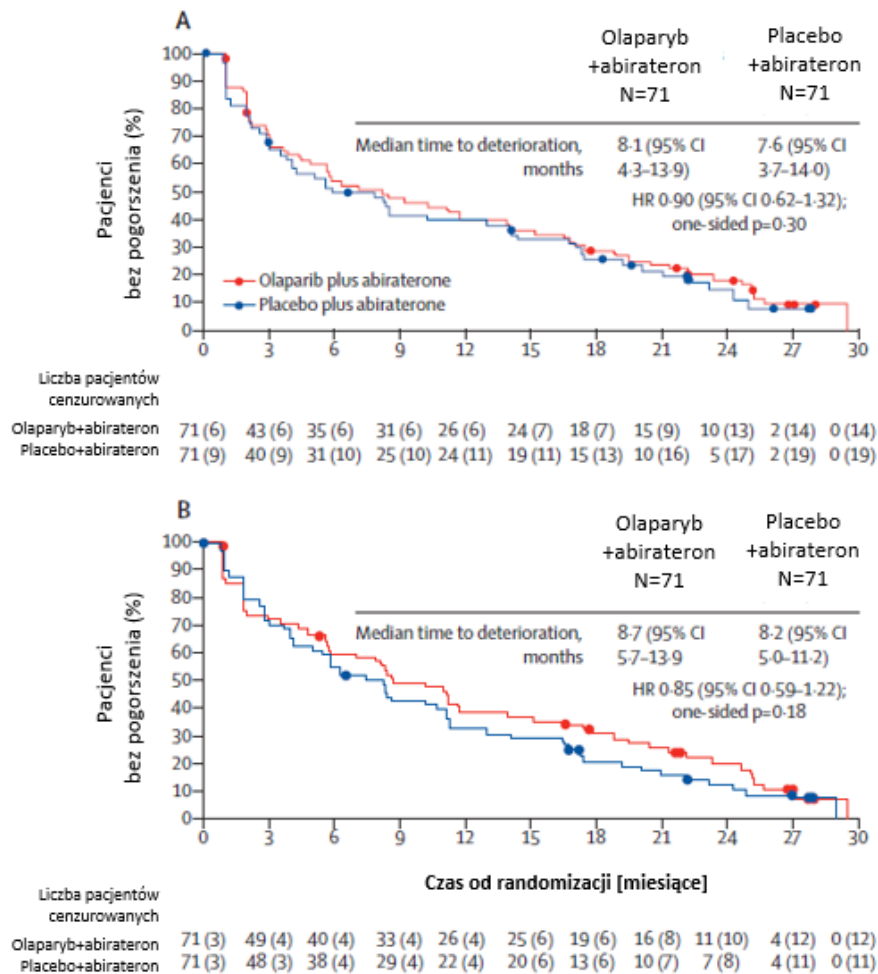 A
Olaparyb Placebo
+abirateron +abirateron
N=71 N=71
Median time to deterioration, 8·1 (95% CI 7·6 (95% CI
months 4·3–13·9) 3·7–14·0)
HR 0·90 (95% CI 0·62–1·32);
one-sided p=0·30
Pacjenci
bez pogorszenia (%)
100
90
80
70
60
50
40
30
20
10
0
Olaparib plus abiraterone
Placebo plus abiraterone
0 3 6 9 12 15 18 21 24 27 30
Liczba pacjentów
cenzurowanych
Olaparyb+abirateron 71 (6) 43 (6) 35 (6) 31 (6) 26 (6) 24 (7) 18 (7) 15 (9) 10 (13) 2 (14) 0 (14)
Placebo+abirateron 71 (9) 40 (9) 31 (10) 25 (10) 24 (11) 19 (11) 15 (13) 10 (16) 5 (17) 2 (19) 0 (19)
B
Olaparyb Placebo
+abirateron +abirateron
N=71 N=71
Median time to deterioration, 8·7 (95% CI 8·2 (95% CI
months 5·7–13·9 5·0–11·2)
HR 0·85 (95% CI 0·59–1·22);
one-sided p=0·18
Pacjenci
bez pogorszenia (%)
100
90
80
70
60
50
40
30
20
10
0
0 3 6 9 12 15 18 21 24 27 30
Czas od randomizacji [miesiące]
Liczba pacjentów
cenzurowanych
Olaparyb+abirateron 71 (3) 49 (4) 40 (4) 33 (4) 26 (4) 25 (6) 19 (6) 16 (8) 11 (10) 4 (12) 0 (12)
Placebo+abirateron 71 (3) 48 (3) 38 (4) 29 (4) 22 (4) 20 (6) 13 (6) 10 (7) 7 (8) 4 (11) 0 (11)